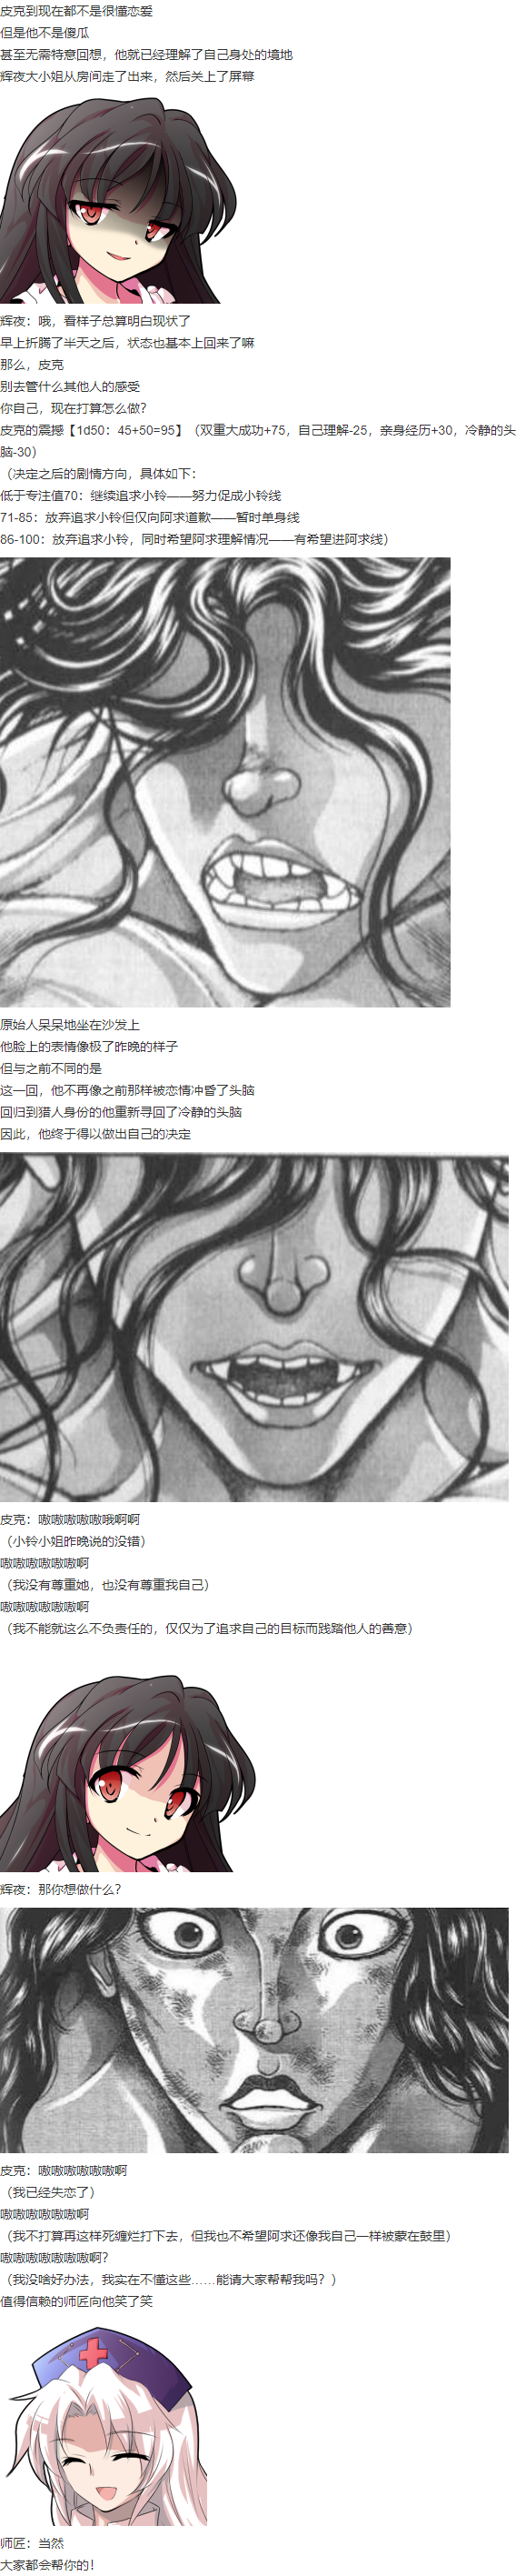 皮克到现在都不是很懂恋爱
但是他不是傻瓜
甚至无需特意回想，他就已经理解了自己身处的境地
辉夜大小姐从房间走了出来，然后关上了屏幕
辉夜：哦，看样子总算明白现状了
早上折腾了半天之后，状态也基本上回来了嘛
那么，皮克
别去管什么其他人的感受
你自己，现在打算怎么做？
皮克的震撼【1d50：45+50=95】（双重大成功+75，自己理解-25，亲身经历+30，冷静的头
脑-30）
（决定之后的剧情方向，具体如下：
低于专注值70：继续追求小铃——努力促成小铃线
71-85：放弃追求小铃但仅向阿求道歉——暂时单身线
86-100：放弃追求小铃，同时希望阿求理解情况——有希望进阿求线）
原始人呆呆地坐在沙发上
他脸上的表情像极了昨晚的样子
但与之前不同的是
这一回，他不再像之前那样被恋情冲昏了头脑
回归到猎人身份的他重新寻回了冷静的头脑
因此，他终于得以做出自己的决定
皮克：嗷嗷嗷嗷嗷哦啊啊
（小铃小姐昨晚说的没错）
嗷嗷嗷嗷嗷嗷啊
（我没有尊重她，也没有尊重我自己）
嗷嗷嗷嗷嗷嗷啊
（我不能就这么不负责任的，仅仅为了追求自己的目标而践踏他人的善意）
辉夜：那你想做什么？
皮克：嗷嗷嗷嗷嗷嗷啊
（我已经失恋了）
嗷嗷嗷嗷嗷嗷啊
（我不打算再这样死缠烂打下去，但我也不希望阿求还像我自己一样被蒙在鼓里）
嗷嗷嗷嗷嗷嗷嗷啊？
（我没啥好办法，我实在不懂这些……能请大家帮帮我吗？）
值得信赖的师匠向他笑了笑
师匠：当然
大家都会帮你的！